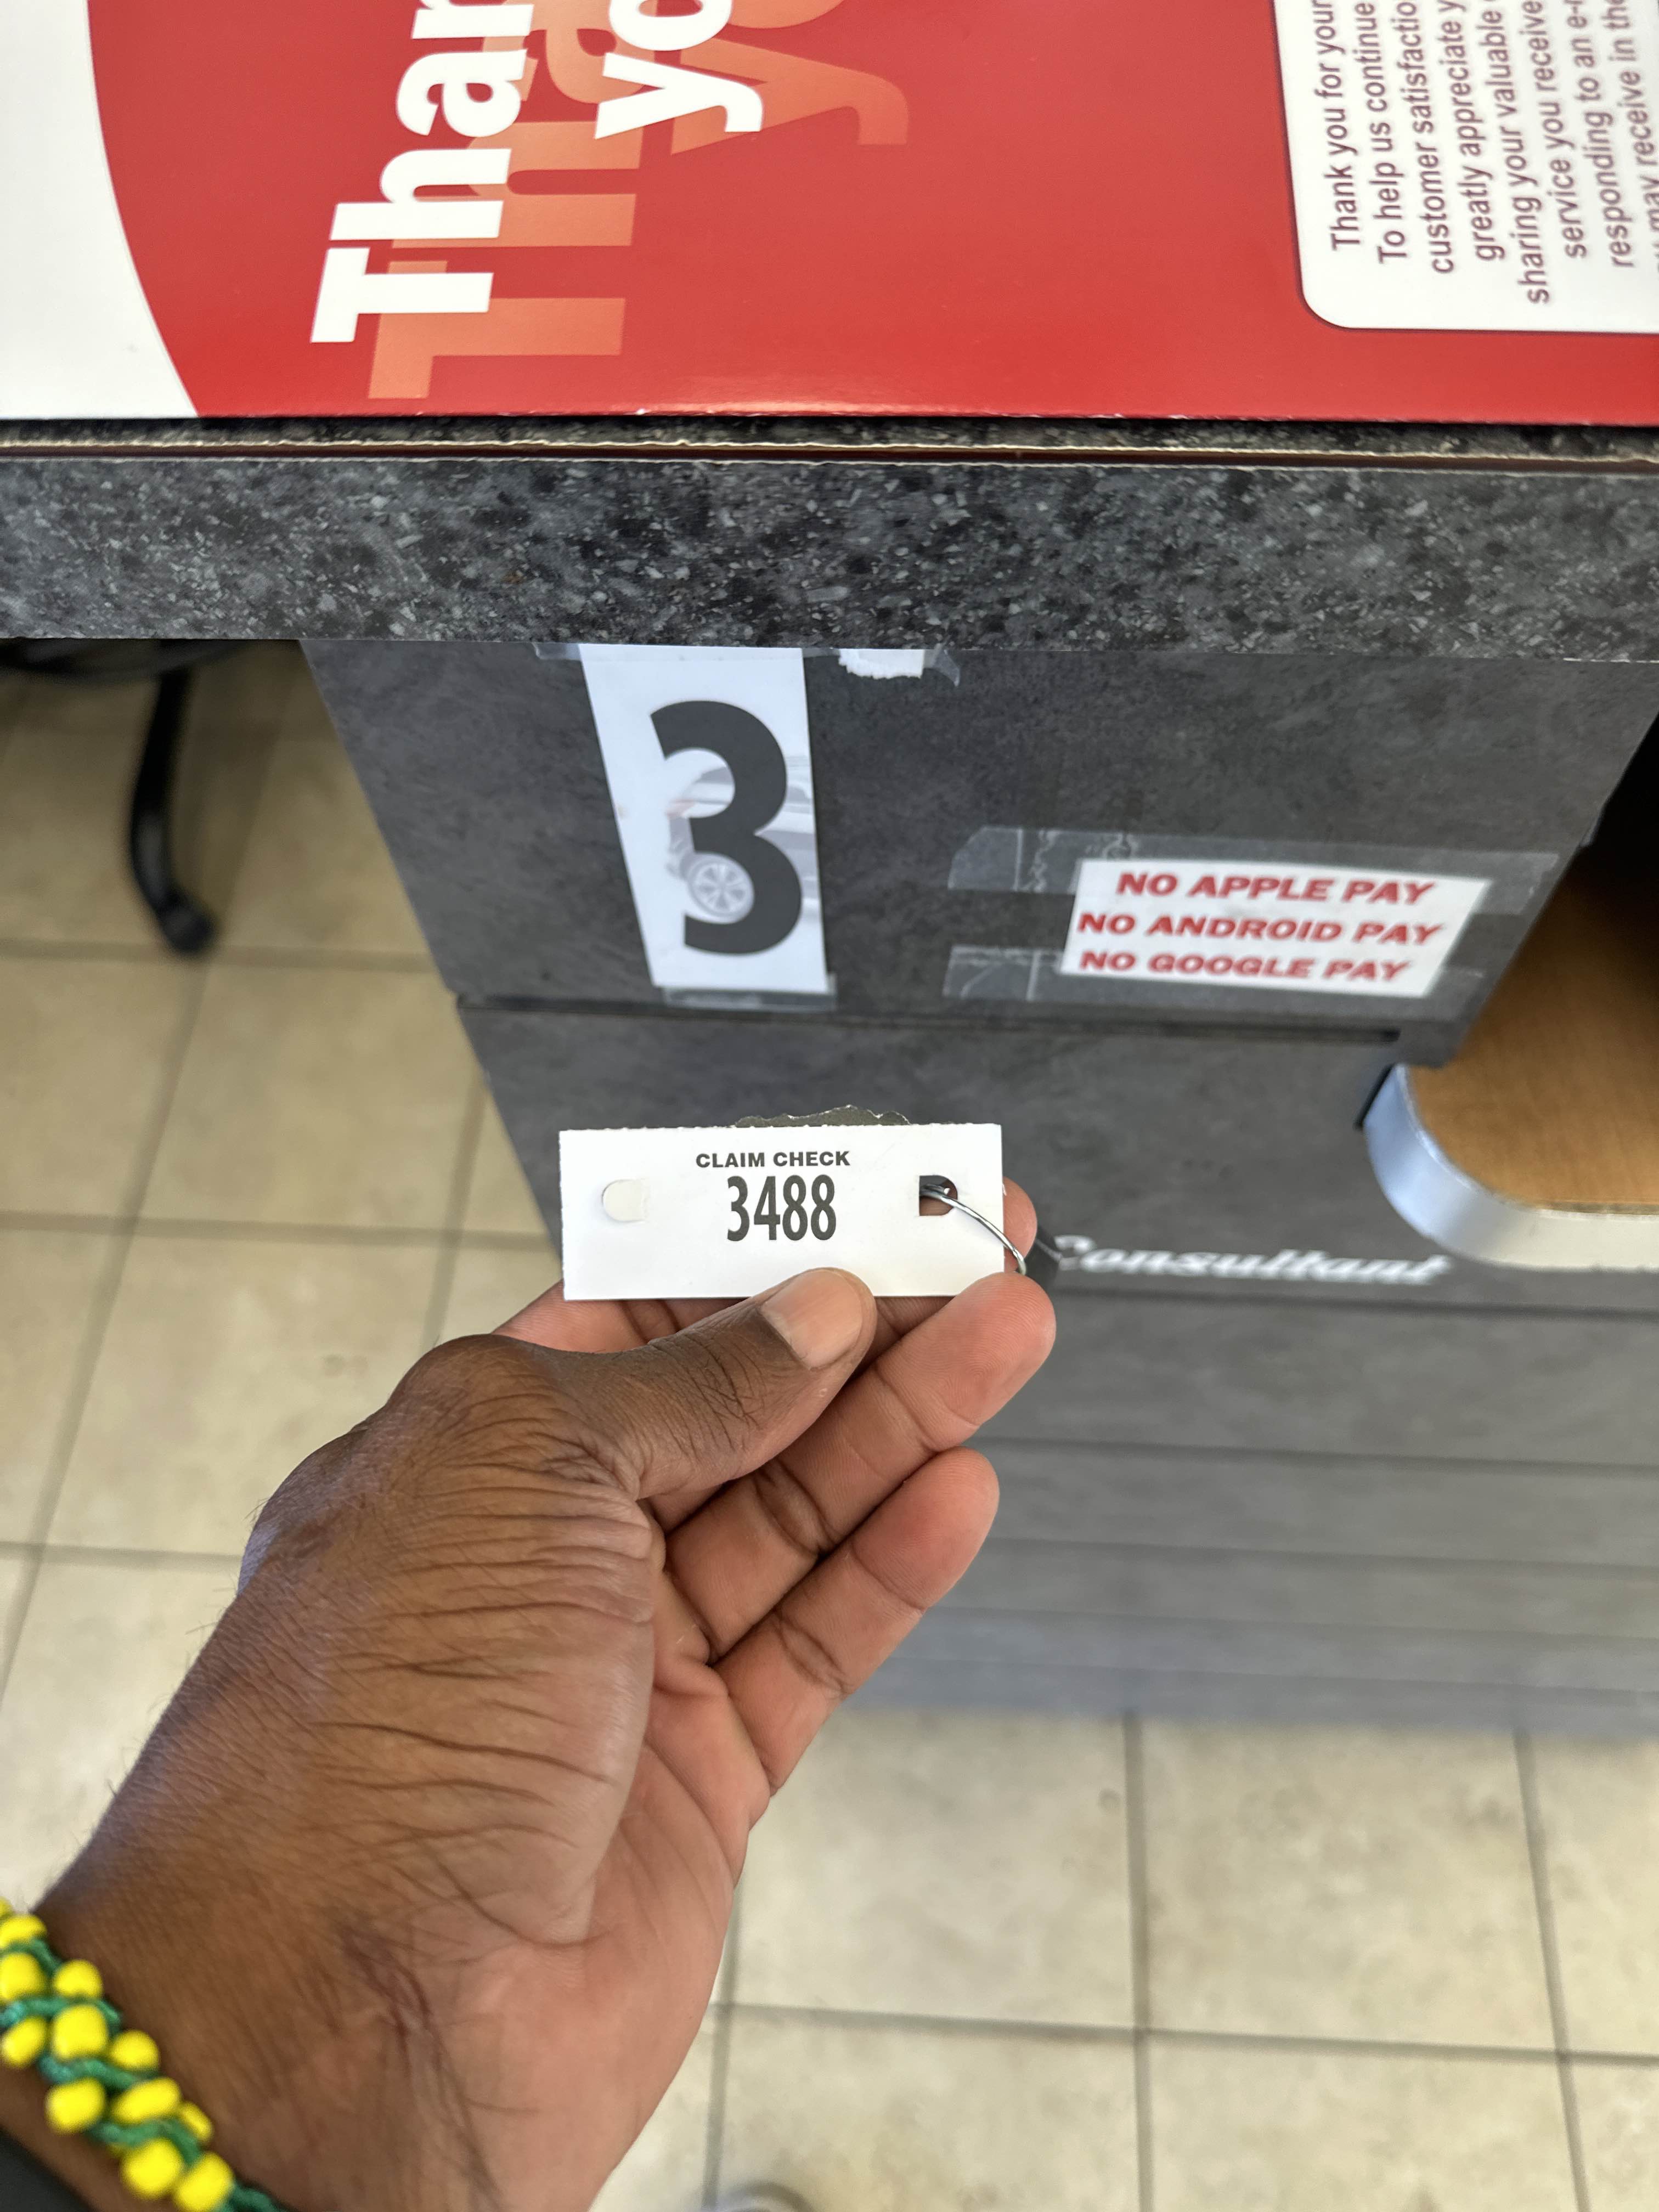 Than
yo
Thank you for your
To help us continue
customer satisfactio
greatly appreciate y
sharing your valuable
service you receive
responding to an e-
may receive in the
3
NO APPLE PAY
NO ANDROID PAY
NO GOOGLE PAY
CLAIM CHECK
3488
Consultant